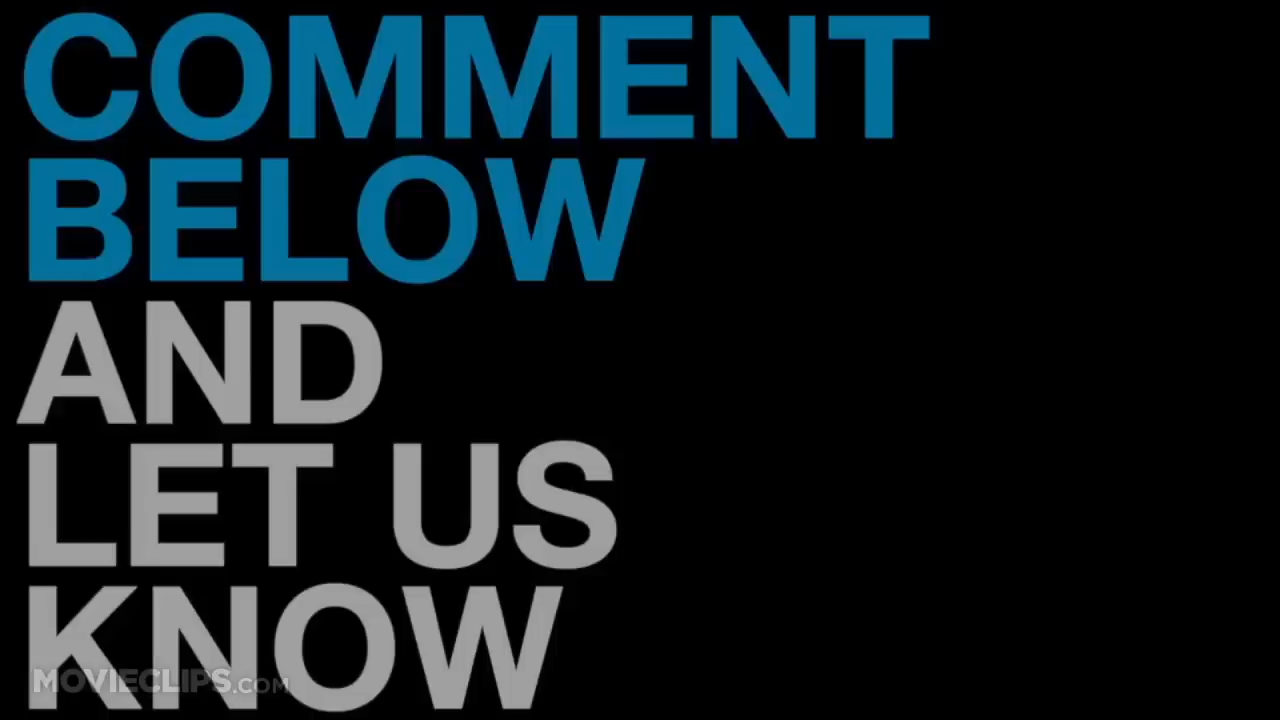 COMMENT
BELOW
AND
LET US
KNOW
MOVIECLIPS.COM